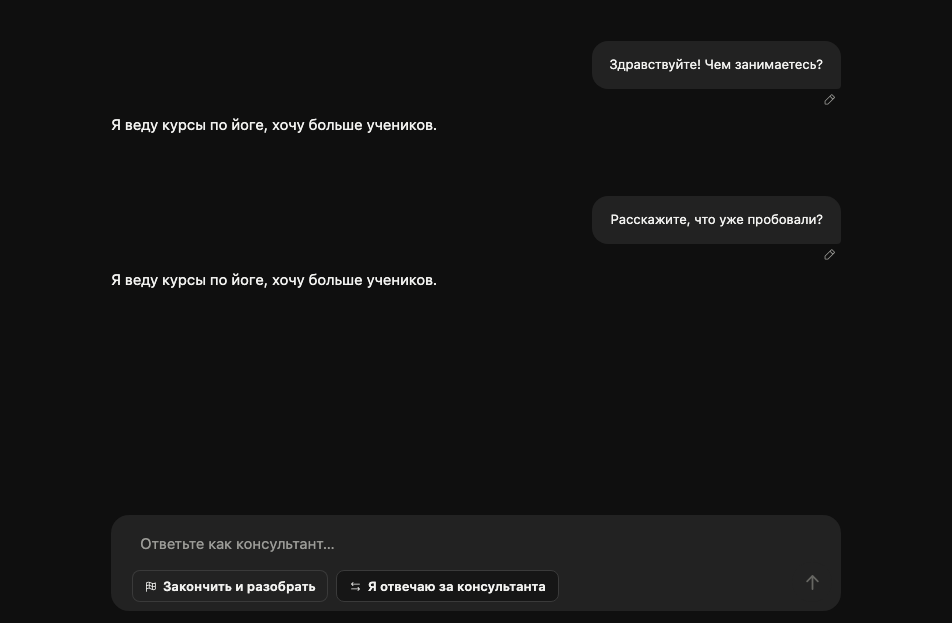 Здравствуйте! Чем занимаетесь?
Я веду курсы по йоге, хочу больше учеников.
Расскажите, что уже пробовали?
Я веду курсы по йоге, хочу больше учеников.
Ответьте как консультант...
Закончить и разобрать
Я отвечаю за консультанта